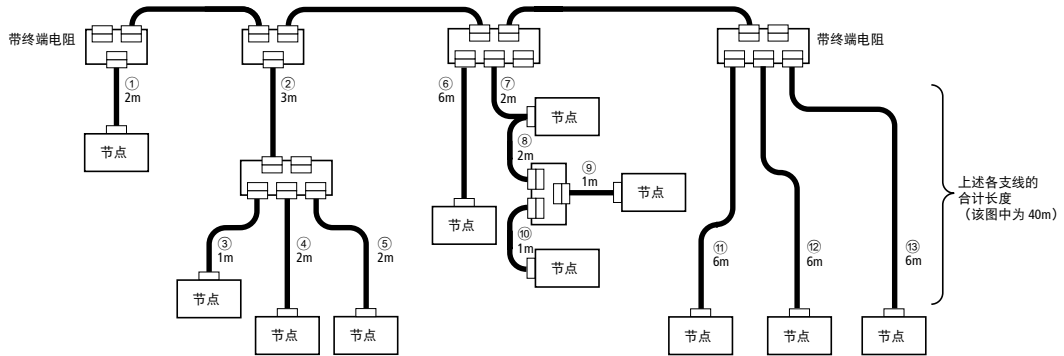 带终端电阻
带终端电阻
①
2m
②
3m
⑥
6m
⑦
2m
节点
⑧
2m
⑨
1m
节点
节点
上述各支线的
合计长度
（该图中为 40m）
节点
③
1m
④
2m
⑤
2m
⑩
1m
节点
⑪
6m
⑫
6m
⑬
6m
节点
节点
节点
节点
节点
节点